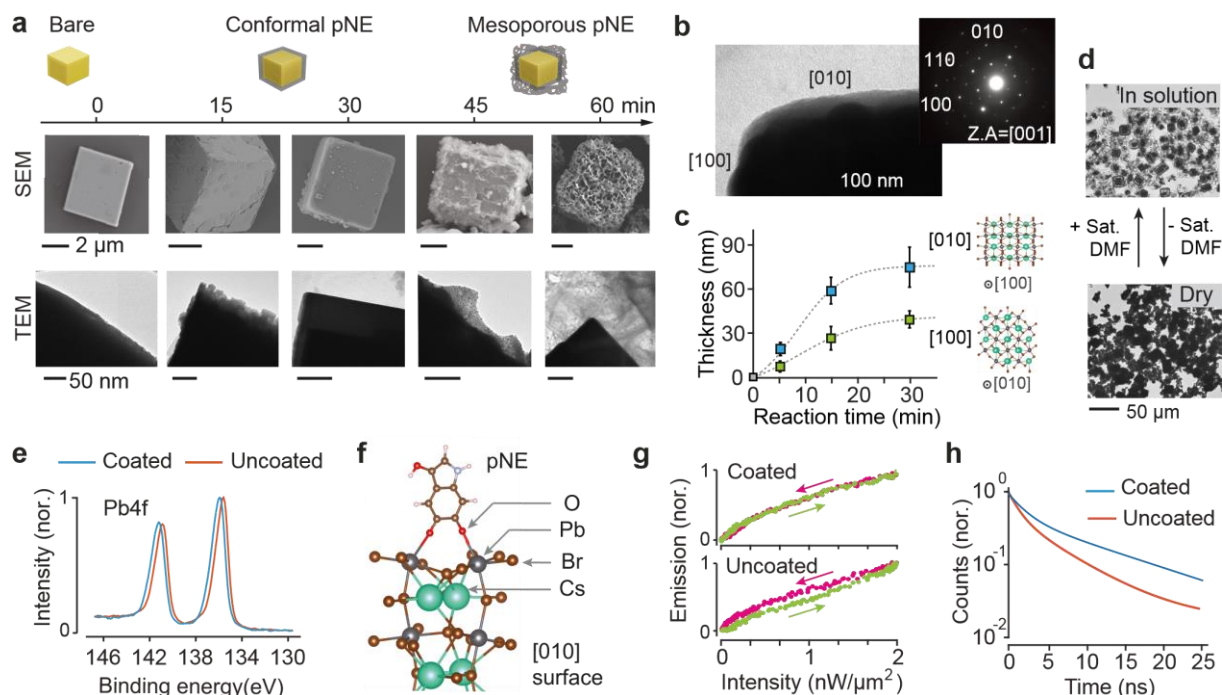 a
Bare
Conformal pNE
Mesoporous pNE
0
15
30
45
60 min
SEM
2 µm
TEM
50 nm
b
[010]
[100]
100 nm
010
110
100
Z.A=[001]
c
Thickness (nm)
90
60
30
0
0
10
20
30
Reaction time (min)
[010]
⊙[100]
[100]
⊙[010]
d
In solution
+ Sat.
DMF
- Sat.
DMF
Dry
50 µm
e
Coated
Uncoated
Pb4f
Intensity (nor.)
1
0
146
142
138
134
130
Binding energy(eV)
f
pNE
O
Pb
Br
Cs
[010]
surface
g
Coated
Uncoated
Emission (nor.)
1
0
1
0
0
1
2
Intensity (nW/µm²)
h
Coated
Uncoated
Counts (nor.)
10⁰
10⁻¹
10⁻²
0
5
10
15
20
25
Time (ns)